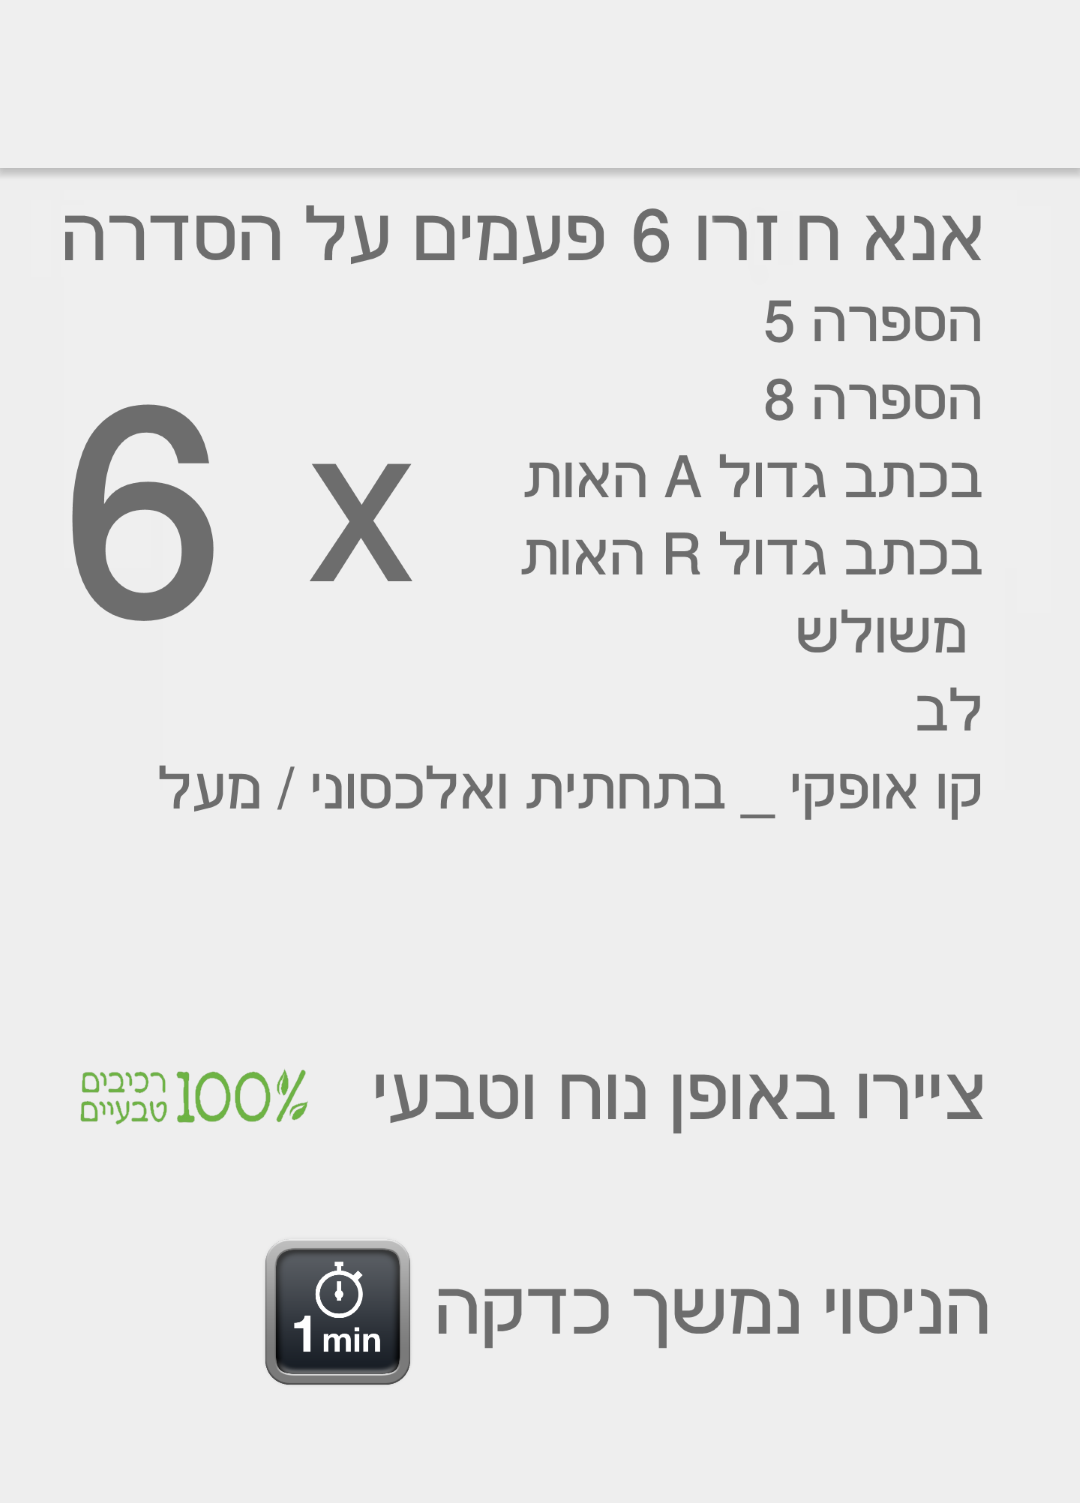 אנא ח זרו 6 פעמים על הסדרה
הספרה 5
הספרה 8
בכתב גדול A האות
בכתב גדול R האות
משולש
לב
קו אופקי _ בתחתית ואלכסוני / מעל
6 x
ציירו באופן נוח וטבעי
100% רכיבים
טבעיים
הניסוי נמשך כדקה
1 min